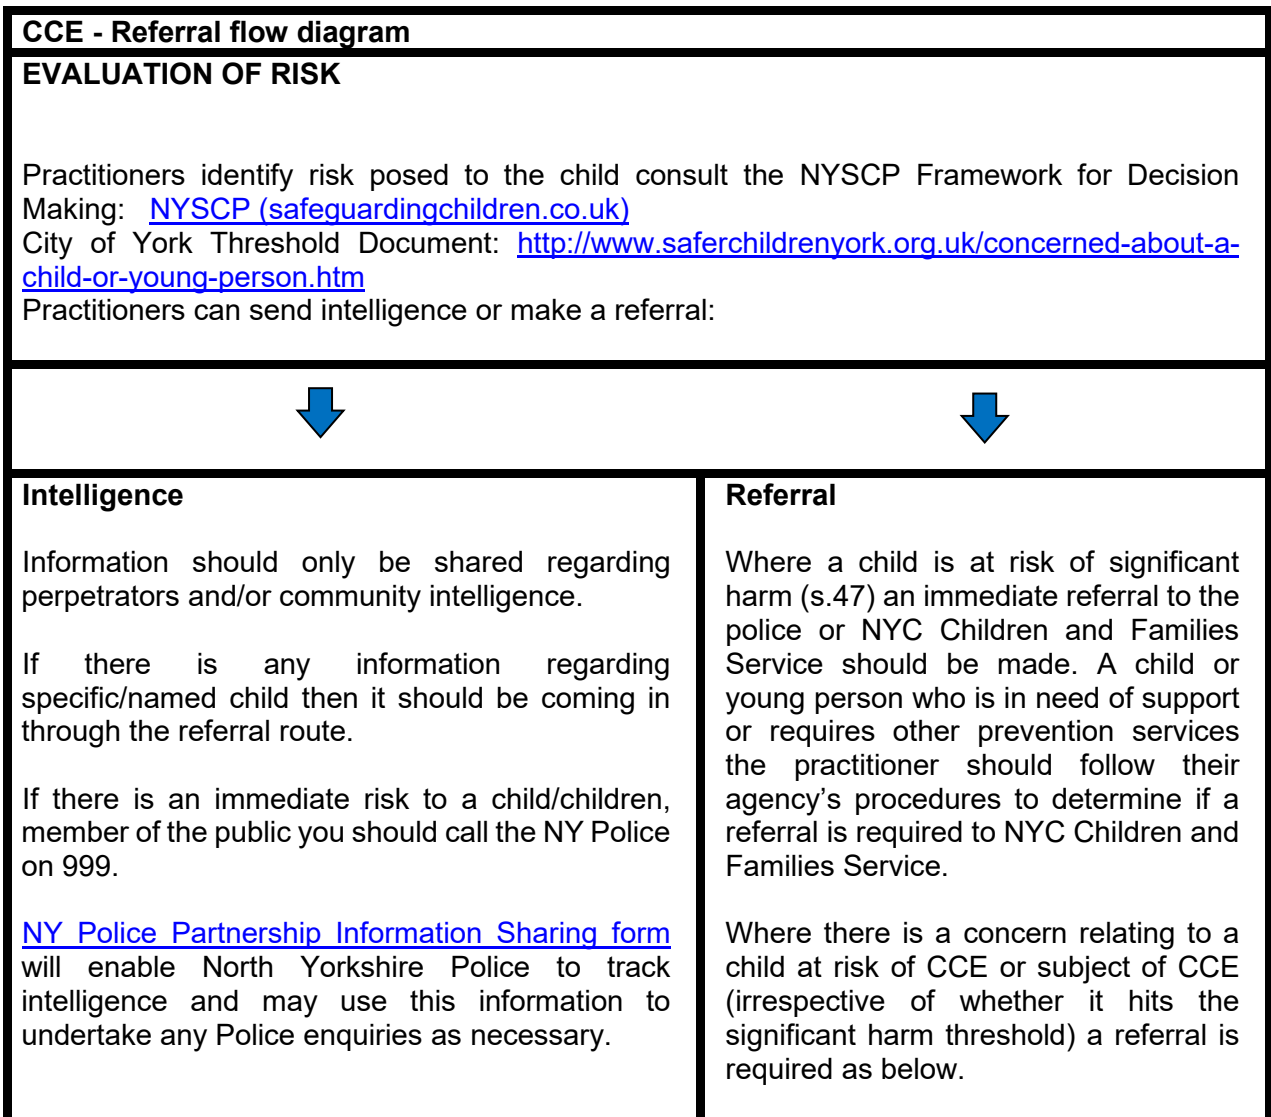 CCE - Referral flow diagram
EVALUATION OF RISK
Practitioners identify risk posed to the child consult the NYSCP Framework for Decision
Making: NYSCP (safeguardingchildren.co.uk)
City of York Threshold Document: http://www.saferchildrenyork.org.uk/concerned-about-a-
child-or-young-person.htm
Practitioners can send intelligence or make a referral:
Intelligence
Information should only be shared regarding
perpetrators and/or community intelligence.
If there is any information regarding
specific/named child then it should be coming in
through the referral route.
If there is an immediate risk to a child/children,
member of the public you should call the NY Police
on 999.
NY Police Partnership Information Sharing form
will enable North Yorkshire Police to track
intelligence and may use this information to
undertake any Police enquiries as necessary.
Referral
Where a child is at risk of significant
harm (s.47) an immediate referral to the
police or NYC Children and Families
Service should be made. A child or
young person who is in need of support
or requires other prevention services
the practitioner should follow their
agency’s procedures to determine if a
referral is required to NYC Children and
Families Service.
Where there is a concern relating to a
child at risk of CCE or subject of CCE
(irrespective of whether it hits the
significant harm threshold) a referral is
required as below.